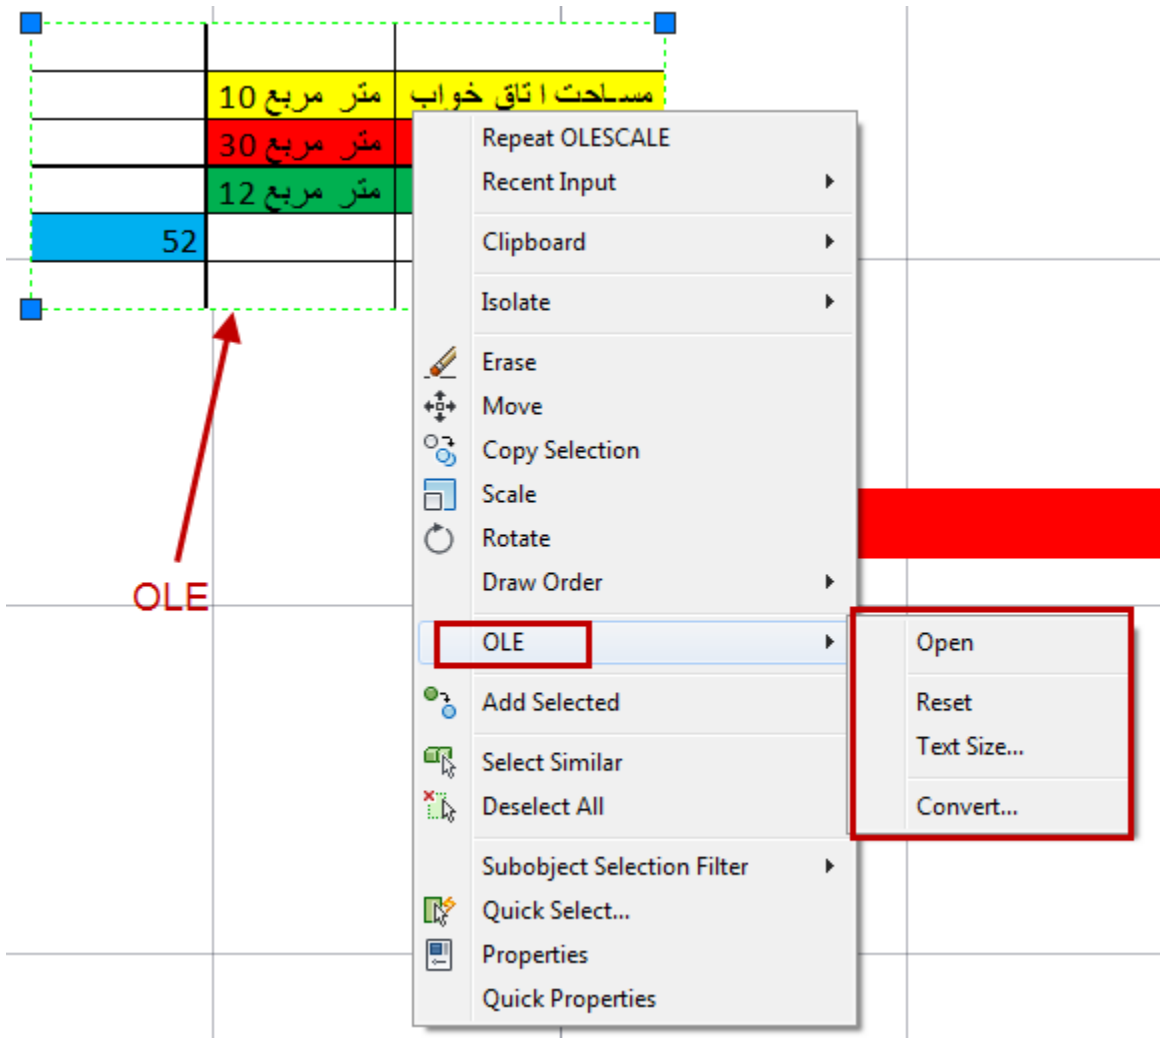 مساحت اتاق خواب متر مربع 10
متر مربع 30
متر مربع 12
52
OLE
Repeat OLESCALE
Recent Input
Clipboard
Isolate
Erase
Move
Copy Selection
Scale
Rotate
Draw Order
OLE
Add Selected
Select Similar
Deselect All
Subobject Selection Filter
Quick Select...
Properties
Quick Properties
Open
Reset
Text Size...
Convert...